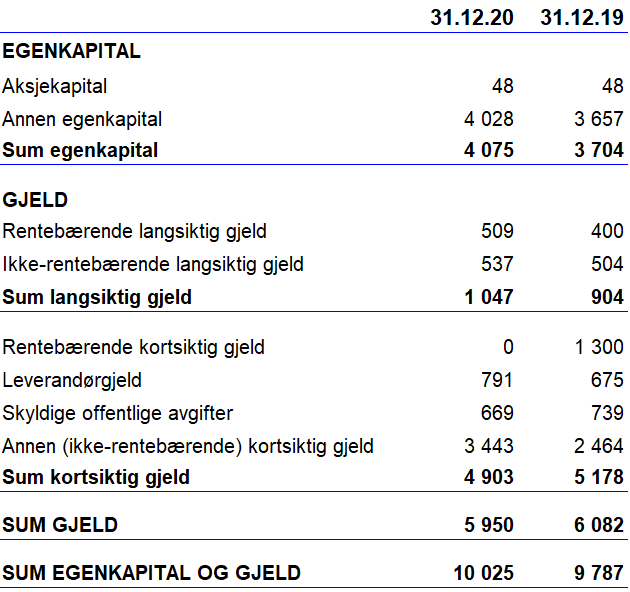 31.12.20 31.12.19
EGENKAPITAL
Aksjekapital 48 48
Annen egenkapital 4 028 3 657
Sum egenkapital 4 075 3 704
GJELD
Rentebærende langsiktig gjeld 509 400
Ikke-rentebærende langsiktig gjeld 537 504
Sum langsiktig gjeld 1 047 904
Rentebærende kortsiktig gjeld 0 1 300
Leverandørgjeld 791 675
Skyldige offentlige avgifter 669 739
Annen (ikke-rentebærende) kortsiktig gjeld 3 443 2 464
Sum kortsiktig gjeld 4 903 5 178
SUM GJELD 5 950 6 082
SUM EGENKAPITAL OG GJELD 10 025 9 787